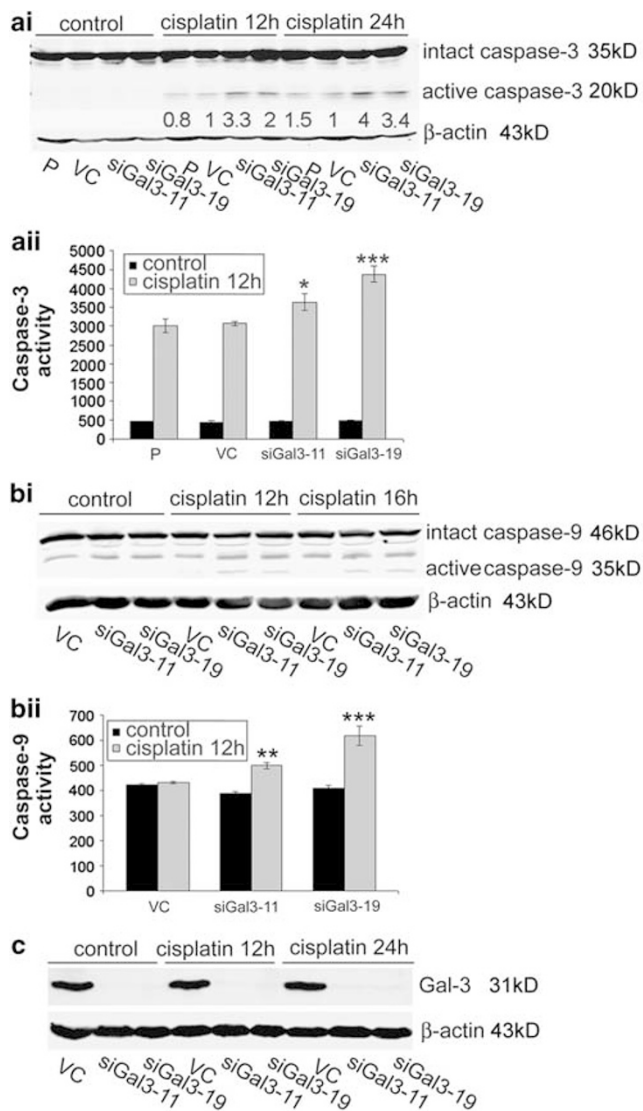 ai
control cisplatin 12h cisplatin 24h
intact caspase-3 35kD
active caspase-3 20kD
0.8 1 3.3 2 1.5 1 4 3.4
β-actin 43kD
P VC siGal3-11 siGal3-19 P VC siGal3-11 siGal3-19 P VC siGal3-11 siGal3-19
aii
5000
4500
4000
3500
3000
2500
2000
1500
1000
500
0
Caspase-3
activity
control
cisplatin 12h
* ***
P VC siGal3-11 siGal3-19
bi
control cisplatin 12h cisplatin 16h
intact caspase-9 46kD
active caspase-9 35kD
β-actin 43kD
VC siGal3-11 siGal3-19 VC siGal3-11 siGal3-19 VC siGal3-11 siGal3-19
bii
700
600
500
400
300
200
100
0
Caspase-9
activity
control
cisplatin 12h
** ***
VC siGal3-11 siGal3-19
c
control cisplatin 12h cisplatin 24h
Gal-3 31kD
β-actin 43kD
VC siGal3-11 siGal3-19 VC siGal3-11 siGal3-19 VC siGal3-11 siGal3-19